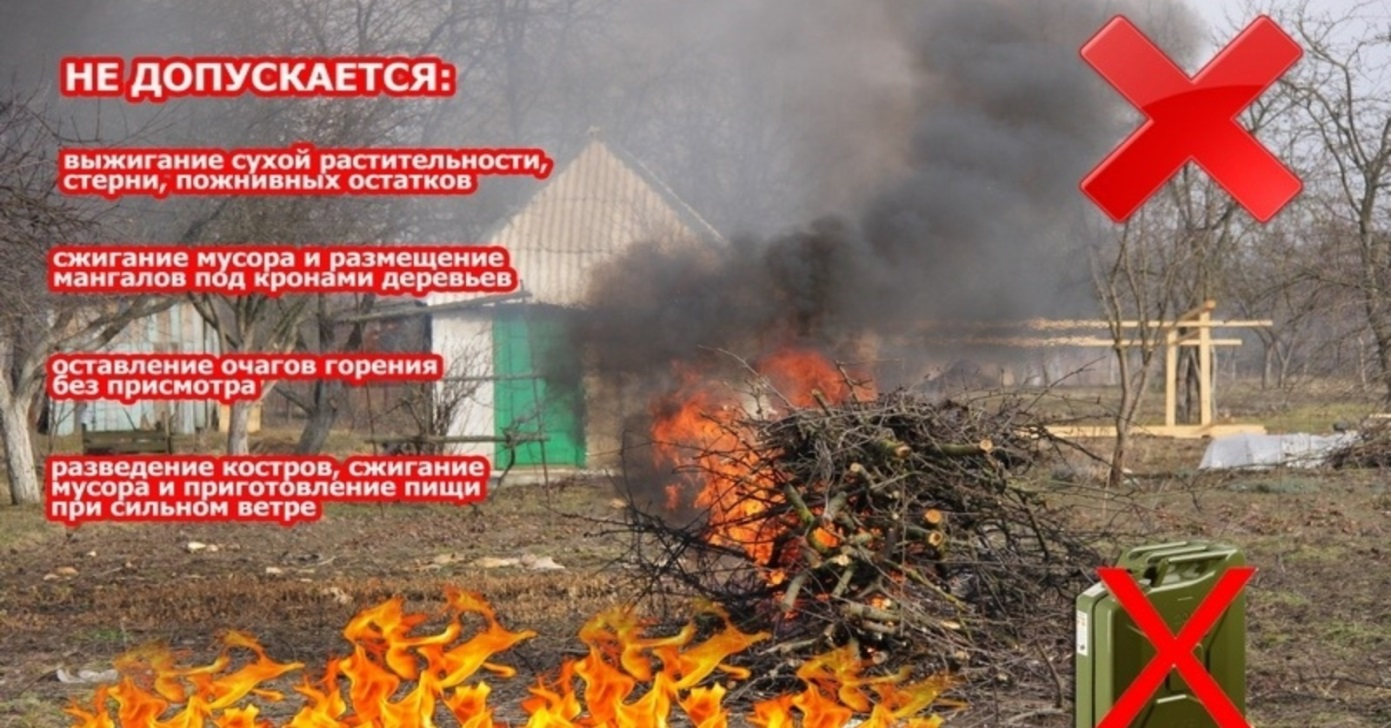 НЕ ДОПУСКАЕТСЯ:
выжигание сухой растительности,
стерни, пожнивных остатков
сжигание мусора и размещение
мангалов под кронами деревьев
оставление очагов горения
без присмотра
разведение костров, сжигание
мусора и приготовление пищи
при сильном ветре